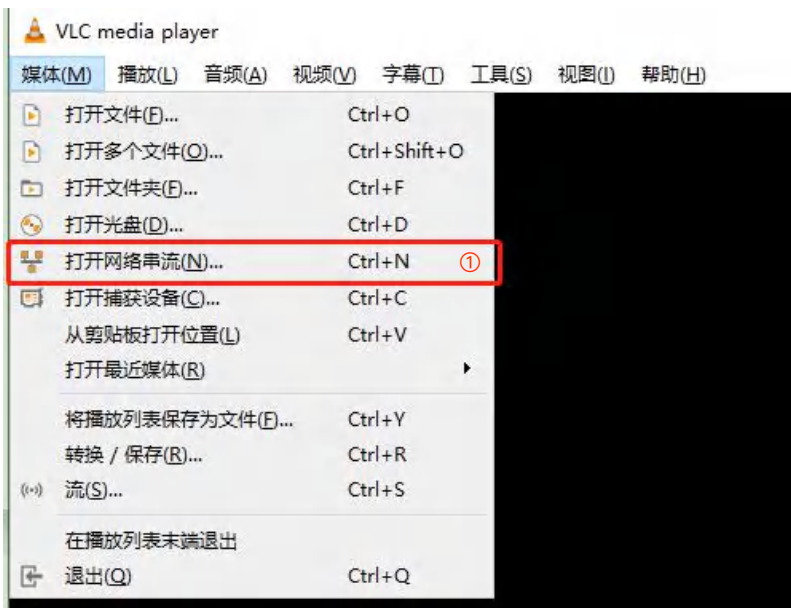 VLC media player
媒体(M) 播放(L) 音频(A) 视频(V) 字幕(T) 工具(S) 视图(I) 帮助(H)
打开文件(F)... Ctrl+O
打开多个文件(O)... Ctrl+Shift+O
打开文件夹(F)... Ctrl+F
打开光盘(D)... Ctrl+D
打开网络串流(N)... Ctrl+N ①
打开捕获设备(C)... Ctrl+C
从剪贴板打开位置(L) Ctrl+V
打开最近媒体(R)
将播放列表保存为文件(F)... Ctrl+Y
转换 / 保存(R)... Ctrl+R
流(S)... Ctrl+S
在播放列表末端退出
退出(Q) Ctrl+Q